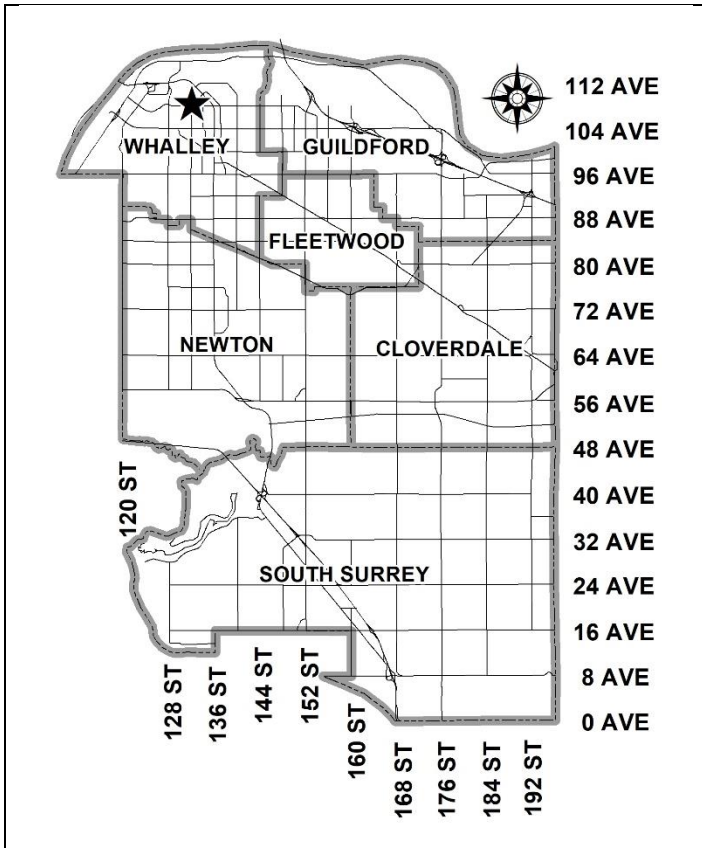 112 AVE
104 AVE
WHALLEY
GUILDFORD
96 AVE
88 AVE
FLEETWOOD
80 AVE
72 AVE
NEWTON
CLOVERDALE
64 AVE
56 AVE
48 AVE
120 ST
40 AVE
32 AVE
SOUTH SURREY
24 AVE
16 AVE
8 AVE
0 AVE
128 ST
136 ST
144 ST
152 ST
160 ST
168 ST
176 ST
184 ST
192 ST